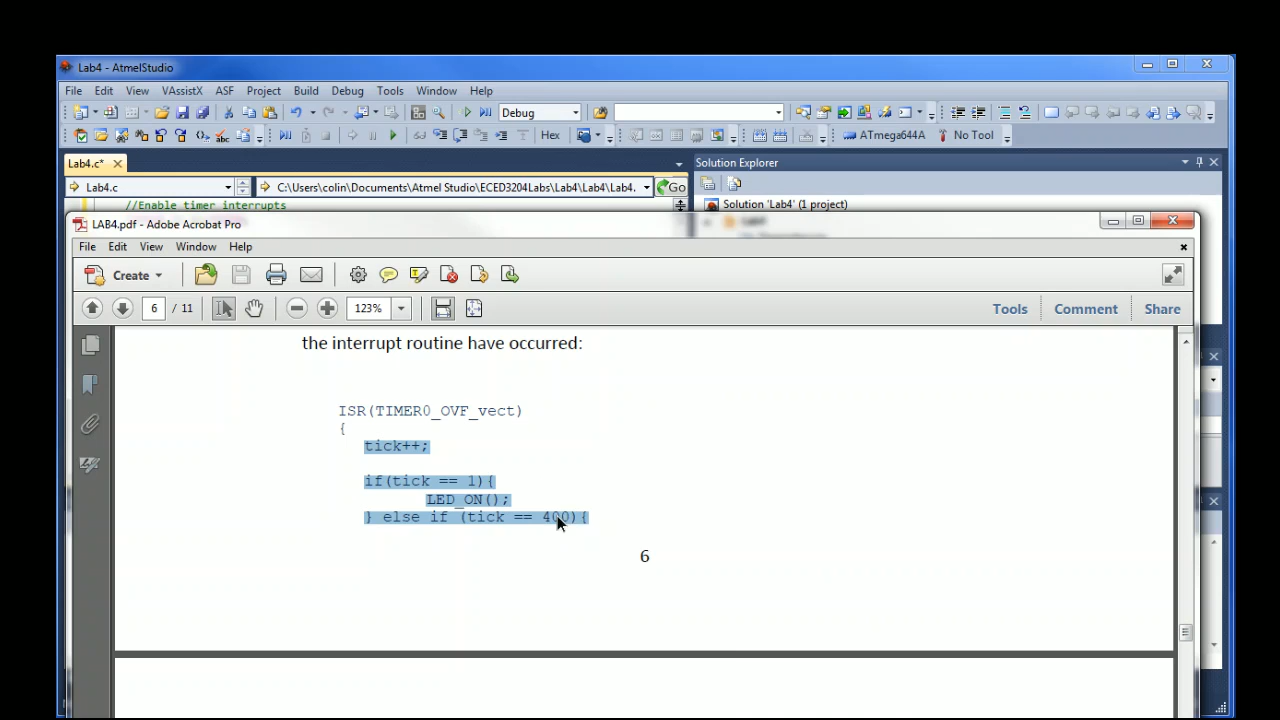 Lab4 - AtmelStudio
File Edit View VAssistX ASF Project Build Debug Tools Window Help
Debug
Hex ATmega644A No Tool
Lab4.c* Solution Explorer
Lab4.c C:\Users\colin\Documents\Atmel Studio\ECED3204Labs\Lab4\Lab4\Lab4. Go
//Enable timer interrupts Solution 'Lab4' (1 project)
LAB4.pdf - Adobe Acrobat Pro
File Edit View Window Help
Create
6 / 11 123% Tools Comment Share
the interrupt routine have occurred:
ISR(TIMER0_OVF_vect)
{
tick++;
if(tick == 1){
LED_ON();
} else if (tick == 400){
6